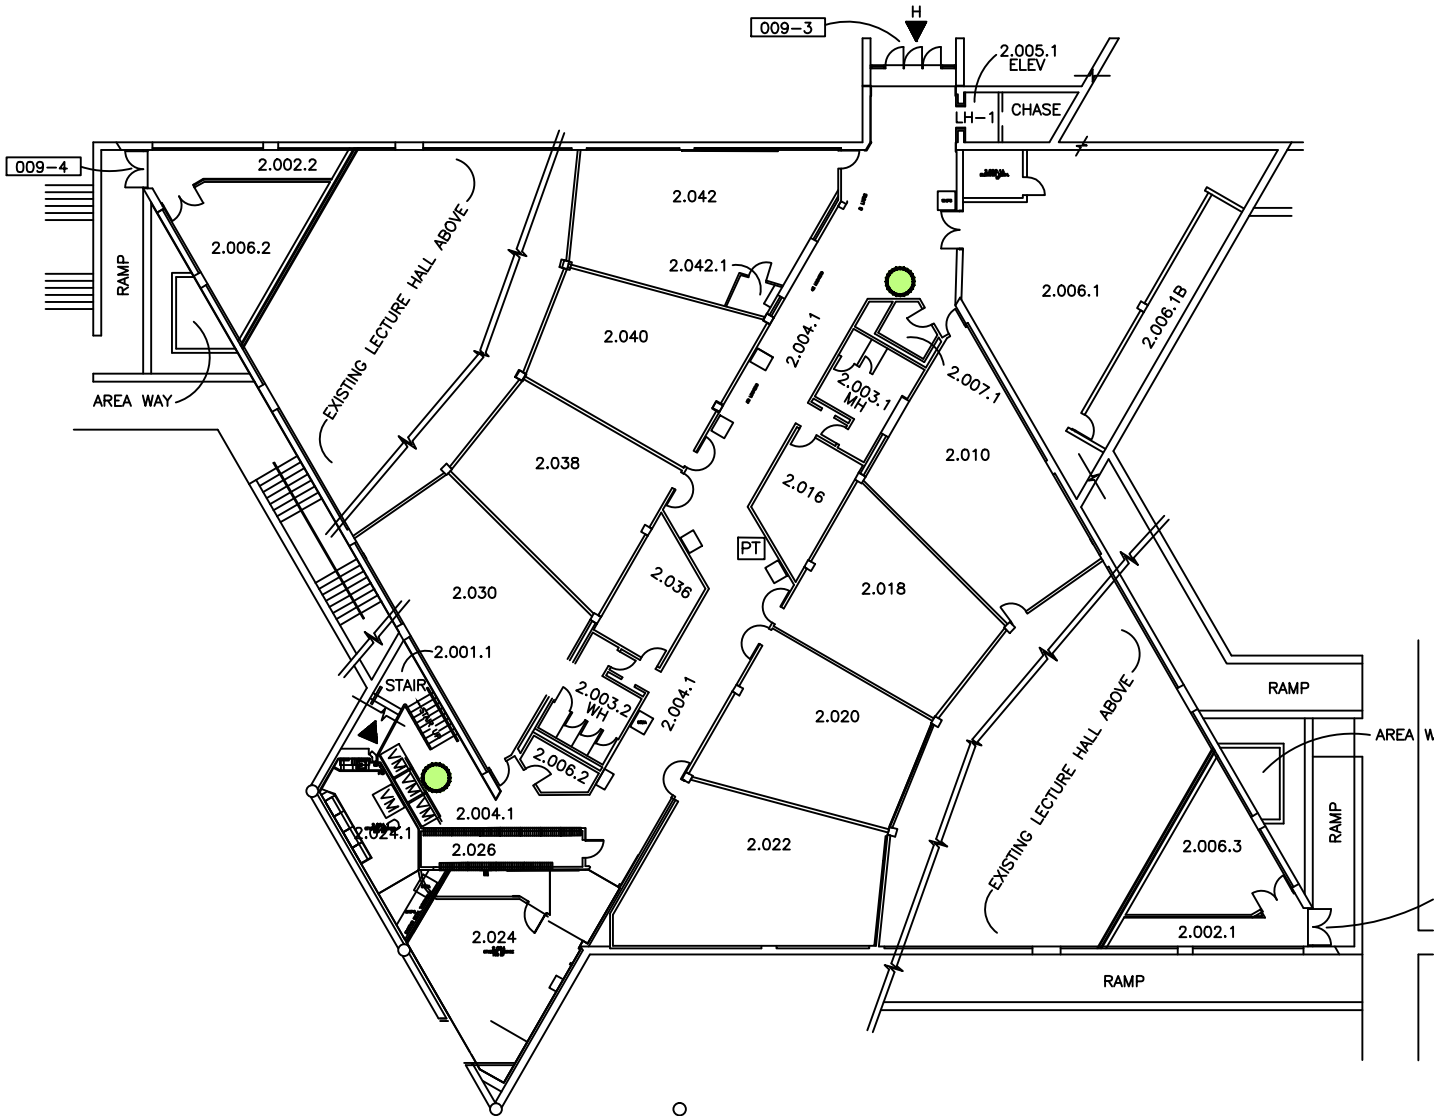 H
009-3
2.005.1
ELEV
CHASE
LH-1
009-4
2.002.2
2.042
2.006.2
RAMP
EXISTING LECTURE HALL ABOVE
2.042.1
2.006.1
2.006.1B
2.040
2.004.1
2.007.1
2.003.1
MH
AREA WAY
2.038
2.010
2.016
PT
2.036
2.018
2.030
2.001.1
STAIR
2.003.2
WH
2.004.1
2.020
RAMP
AREA W
EXISTING LECTURE HALL ABOVE
VM
VM
VM
VM
2.006.2
2.004.1
2.024.1
2.026
2.022
2.006.3
RAMP
2.024
2.002.1
RAMP